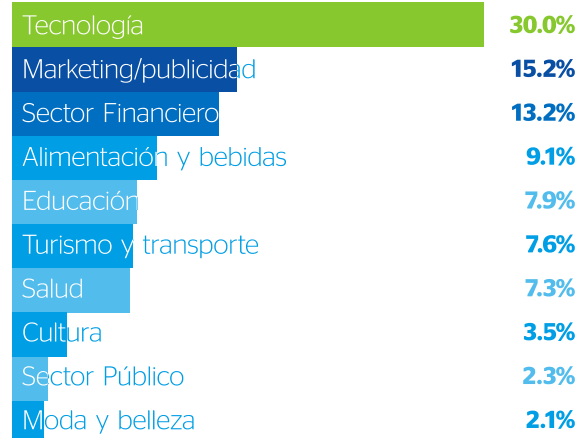 Tecnología 30.0%
Marketing/publicidad 15.2%
Sector Financiero 13.2%
Alimentación y bebidas 9.1%
Educación 7.9%
Turismo y transporte 7.6%
Salud 7.3%
Cultura 3.5%
Sector Público 2.3%
Moda y belleza 2.1%